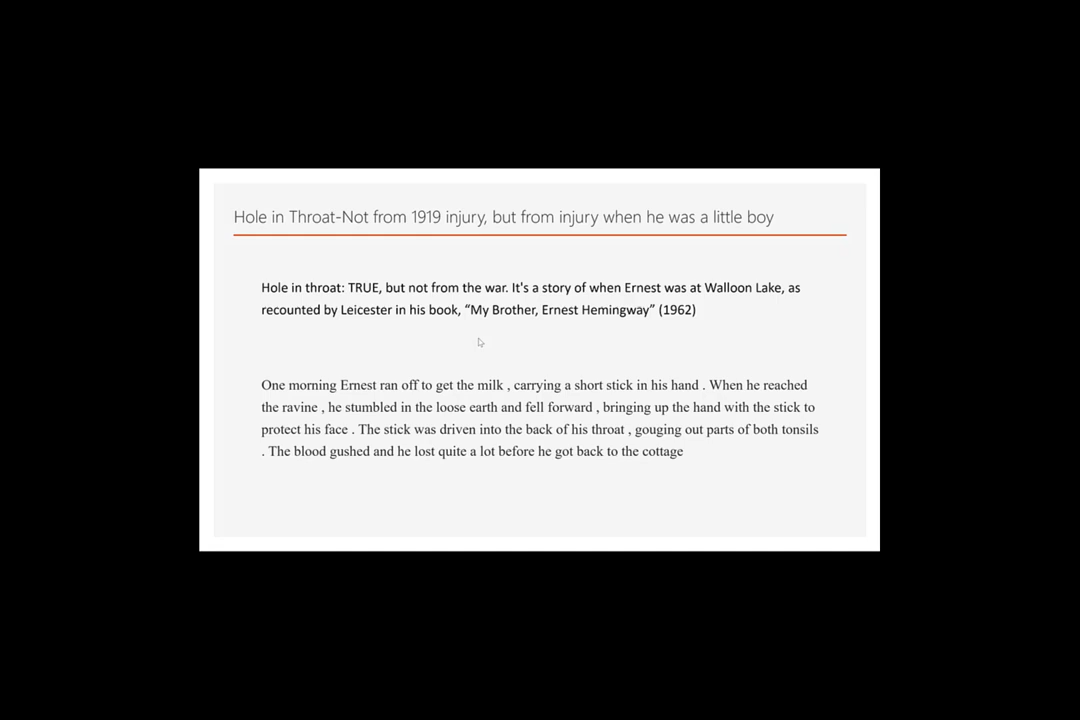 Hole in Throat-Not from 1919 injury, but from injury when he was a little boy
Hole in throat: TRUE, but not from the war. It's a story of when Ernest was at Walloon Lake, as
recounted by Leicester in his book, “My Brother, Ernest Hemingway” (1962)
One morning Ernest ran off to get the milk , carrying a short stick in his hand . When he reached
the ravine , he stumbled in the loose earth and fell forward , bringing up the hand with the stick to
protect his face . The stick was driven into the back of his throat , gouging out parts of both tonsils
. The blood gushed and he lost quite a lot before he got back to the cottage